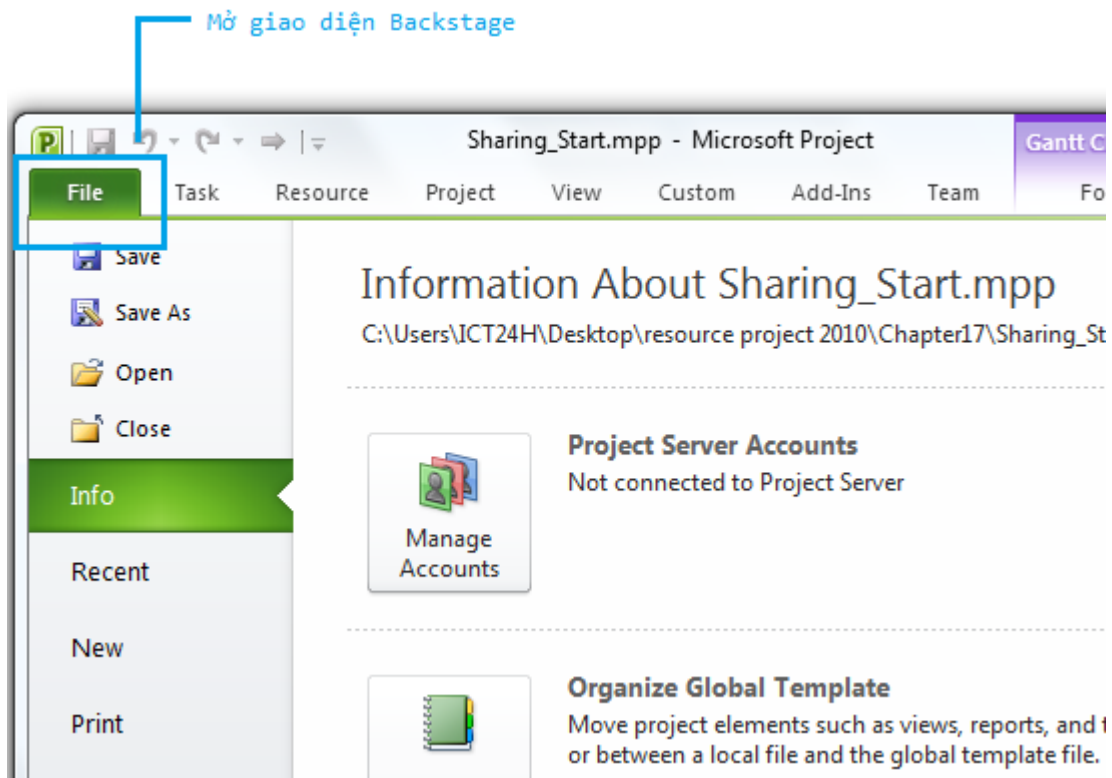 Mở giao diện Backstage
Sharing_Start.mpp - Microsoft Project
Gantt C
File Task Resource Project View Custom Add-Ins Team Fo
Save
Save As
Open
Close
Info
Recent
New
Print
Information About Sharing_Start.mpp
C:\Users\ICT24H\Desktop\resource project 2010\Chapter17\Sharing_St
Manage
Accounts
Project Server Accounts
Not connected to Project Server
Organize Global Template
Move project elements such as views, reports, and t
or between a local file and the global template file.